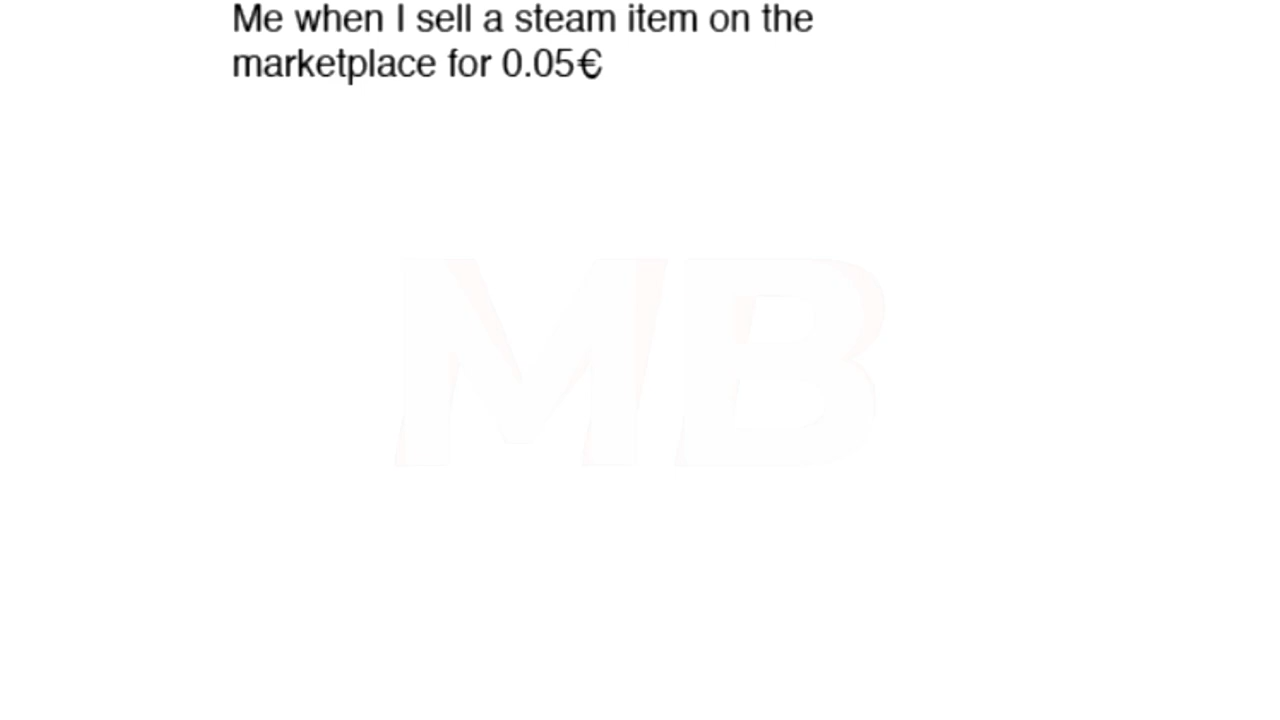 Me when I sell a steam item on the
marketplace for 0.05€
MB